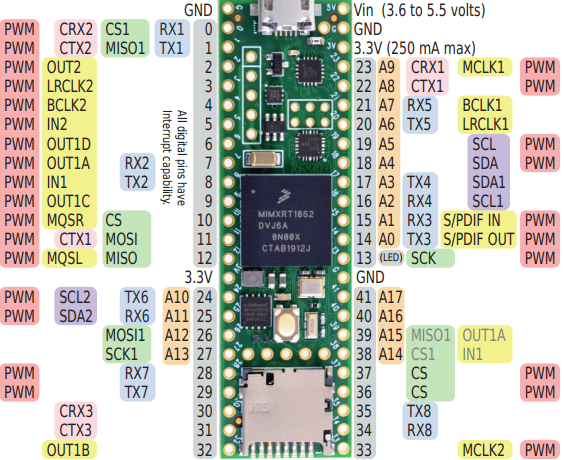 GND Vin (3.6 to 5.5 volts)
PWM CRX2 CS1 RX1 0 GND
PWM CTX2 MISO1 TX1 1 3.3V (250 mA max)
PWM OUT2 2 23 A9 CRX1 MCLK1 PWM
PWM LRCLK2 3 22 A8 CTX1 PWM
PWM BCLK2 4 21 A7 RX5 BCLK1
PWM IN2 5 20 A6 TX5 LRCLK1
PWM OUT1D 6 19 A5 SCL PWM
PWM OUT1A RX2 7 18 A4 SDA PWM
PWM IN1 TX2 8 17 A3 TX4 SDA1
PWM OUT1C 9 16 A2 RX4 SCL1
PWM MQSR CS 10 15 A1 RX3 S/PDIF IN PWM
PWM CTX1 MOSI 11 14 A0 TX3 S/PDIF OUT PWM
PWM MQSL MISO 12 13 (LED) SCK PWM
3.3V GND
PWM SCL2 TX6 A10 24 41 A17
PWM SDA2 RX6 A11 25 40 A16
MOSI1 A12 26 39 A15 MISO1 OUT1A
SCK1 A13 27 38 A14 CS1 IN1
PWM RX7 28 37 CS PWM
PWM TX7 29 36 CS PWM
CRX3 30 35 TX8
CTX3 31 34 RX8
OUT1B 32 33 MCLK2 PWM
All digital pins have
Interrupt capability.
MIMXRT1062
DVJ6A
0N00X
CTAB1912J